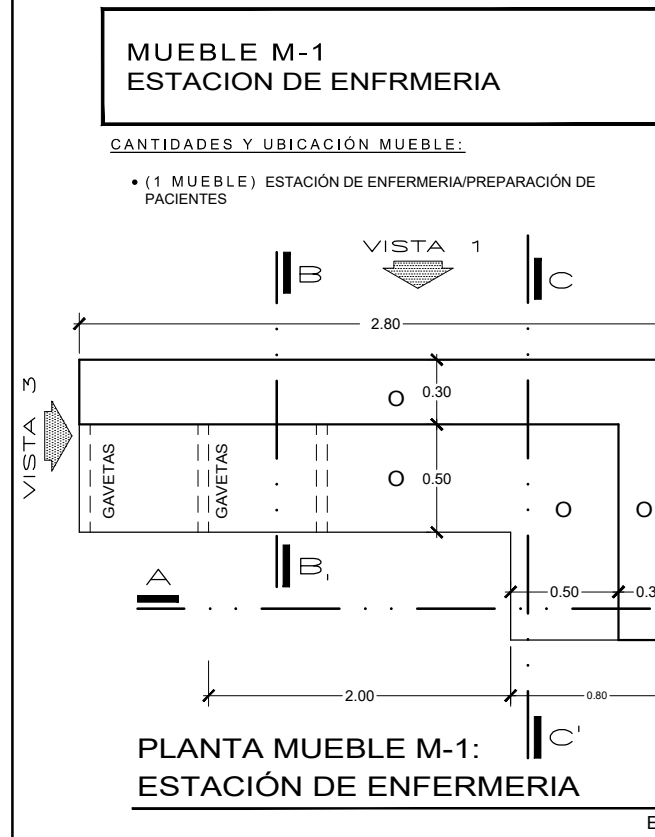 MUEBLE M-1
ESTACION DE ENFRMERIA
CANTIDADES Y UBICACIÓN MUEBLE:
• (1 MUEBLE) ESTACIÓN DE ENFERMERIA/PREPARACIÓN DE
PACIENTES
VISTA 1
B
C
2.80
VISTA 3
O
0.30
GAVETAS
GAVETAS
O
0.50
O
O
B,
A
0.50
0.3
2.00
0.80
C'
PLANTA MUEBLE M-1:
ESTACIÓN DE ENFERMERIA
E